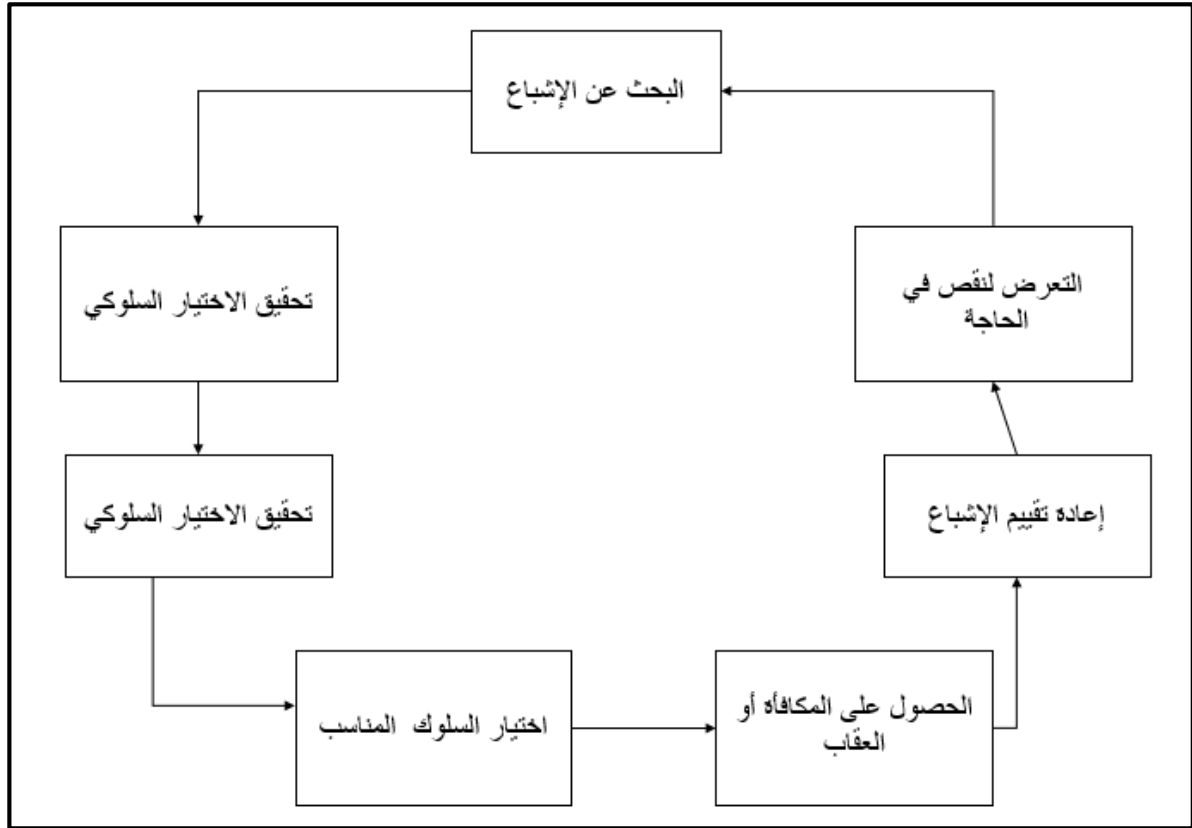 البحث عن الإشباع
التعرض لنقص في
الحاجة
تحقيق الاختيار السلوكي
تحقيق الاختيار السلوكي
إعاده تقييم الإشباع
اختيار السلوك المناسب
الحصول على المكافأه أو
العقاب